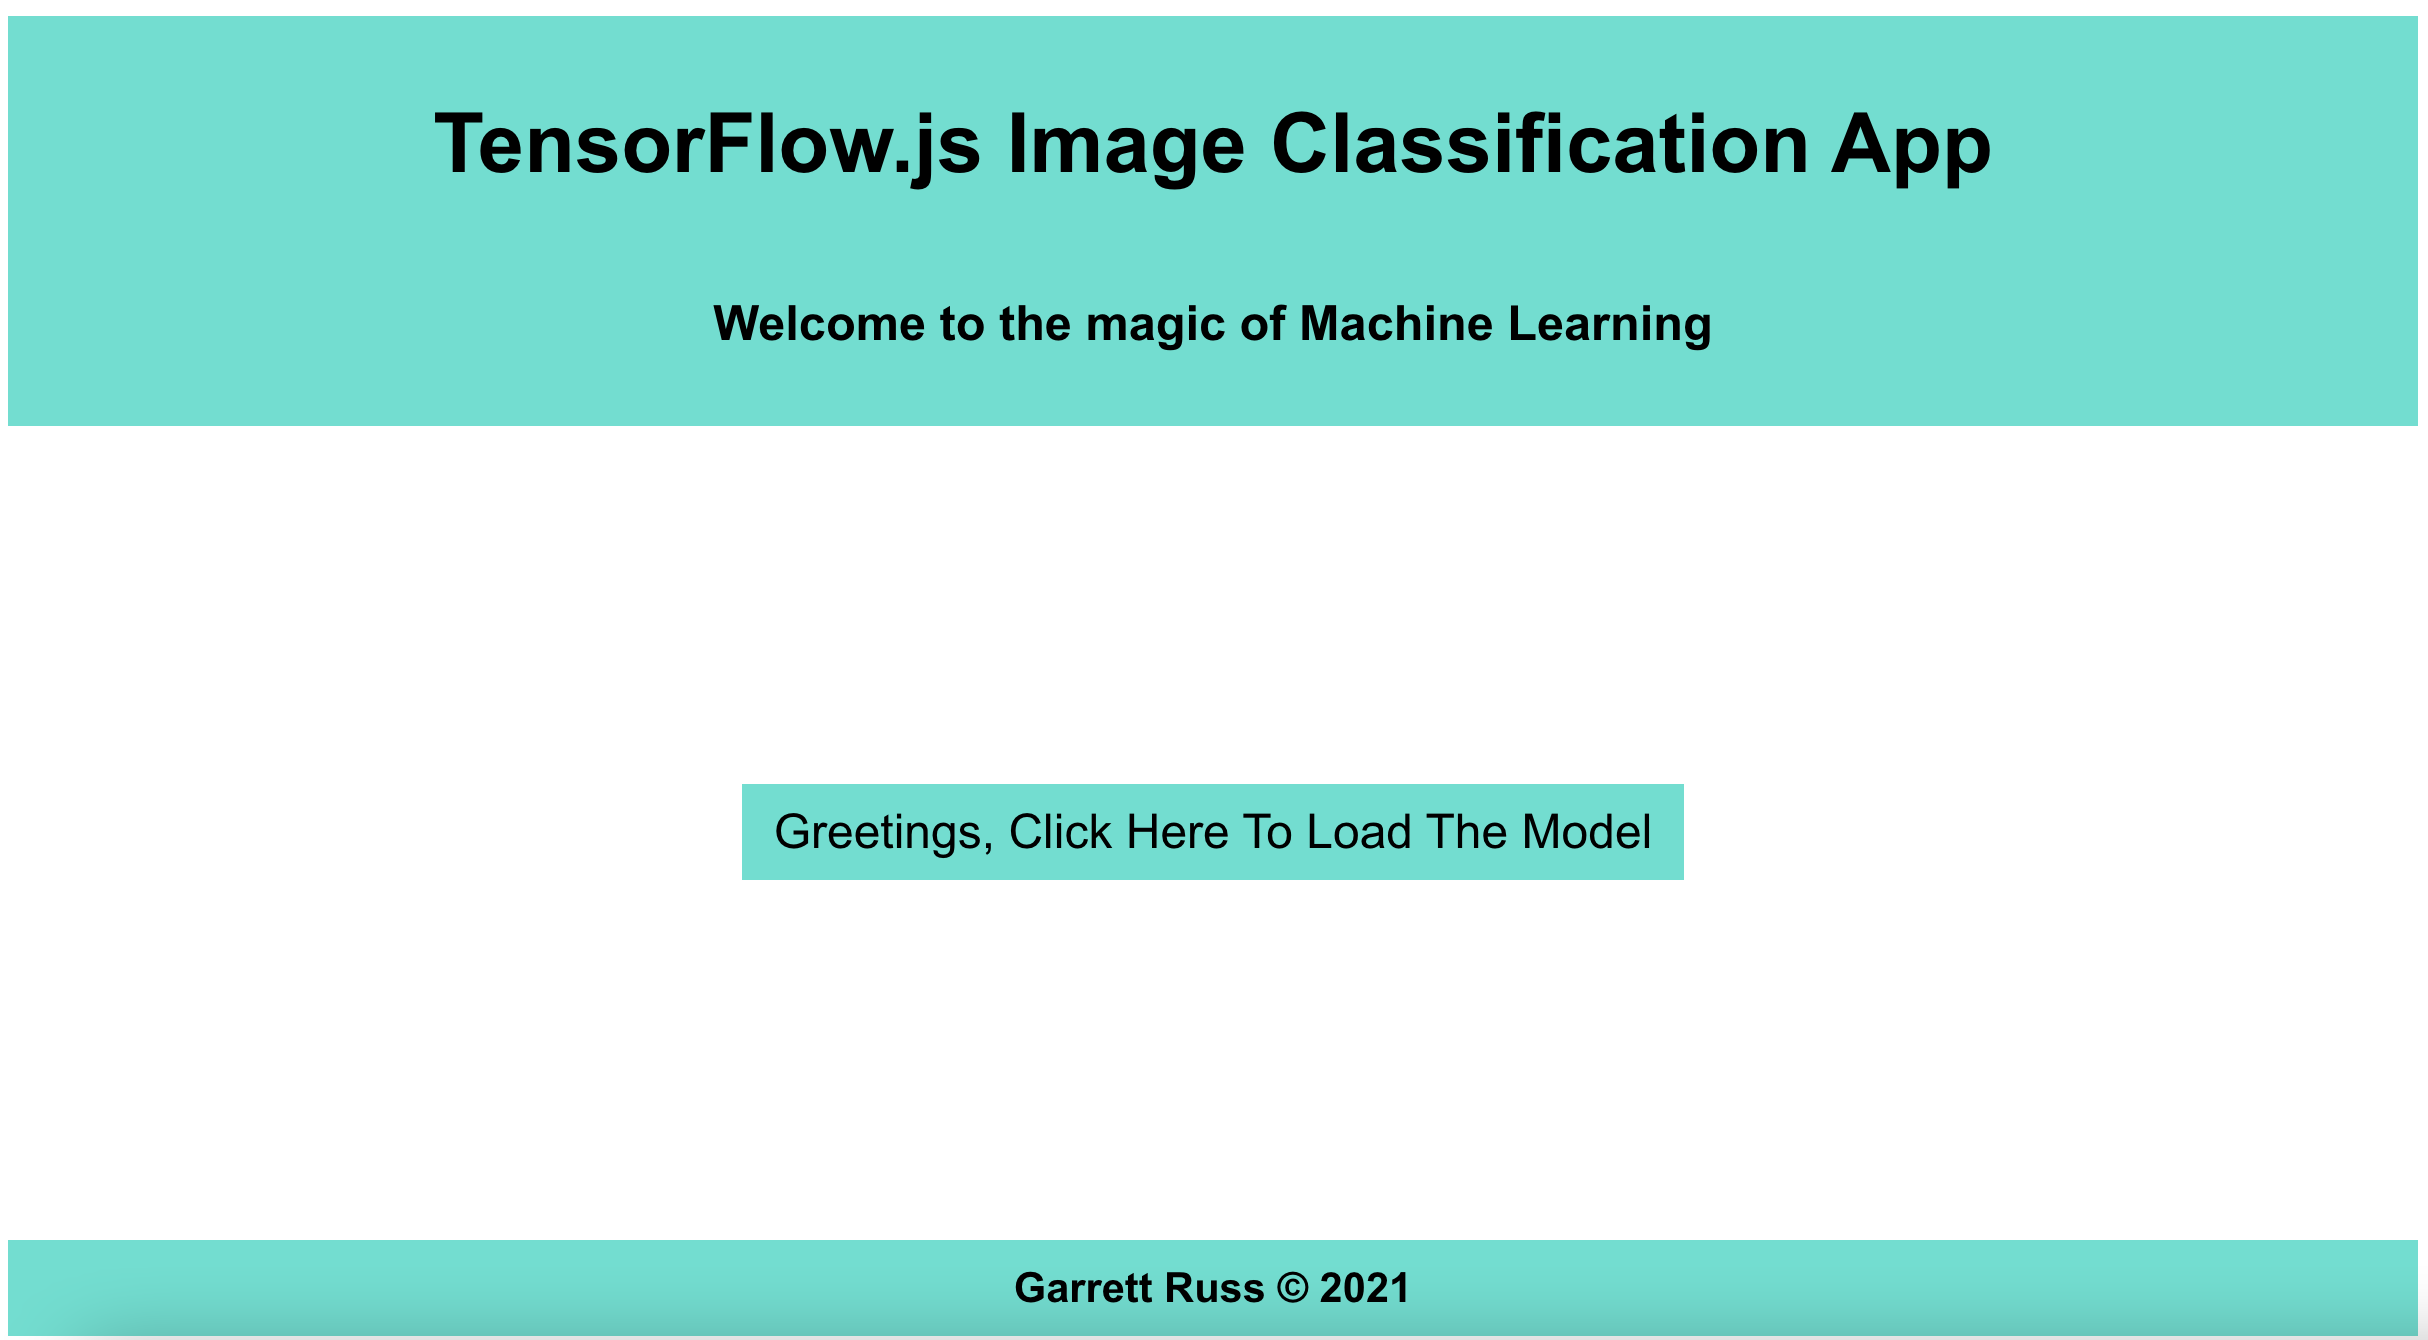 TensorFlow.js Image Classification App
Welcome to the magic of Machine Learning
Greetings, Click Here To Load The Model
Garrett Russ © 2021